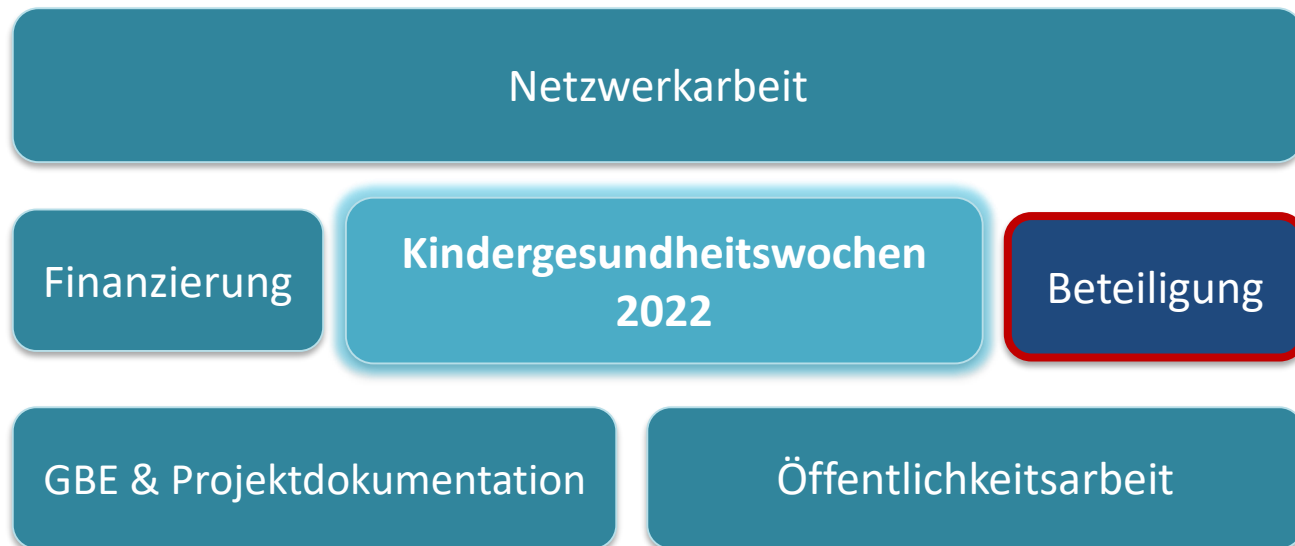 Netzwerkarbeit
Finanzierung
Kindergesundheitswochen
2022
Beteiligung
GBE & Projektdokumentation
Öffentlichkeitsarbeit